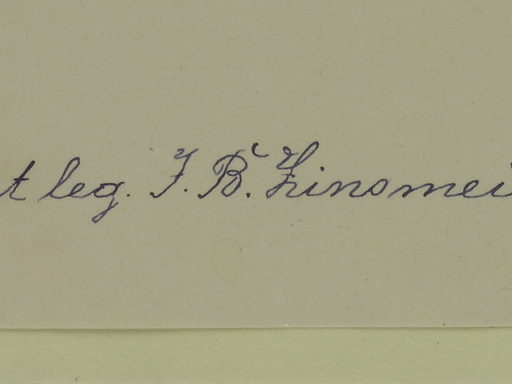 t leg. J. B. Zinsmei